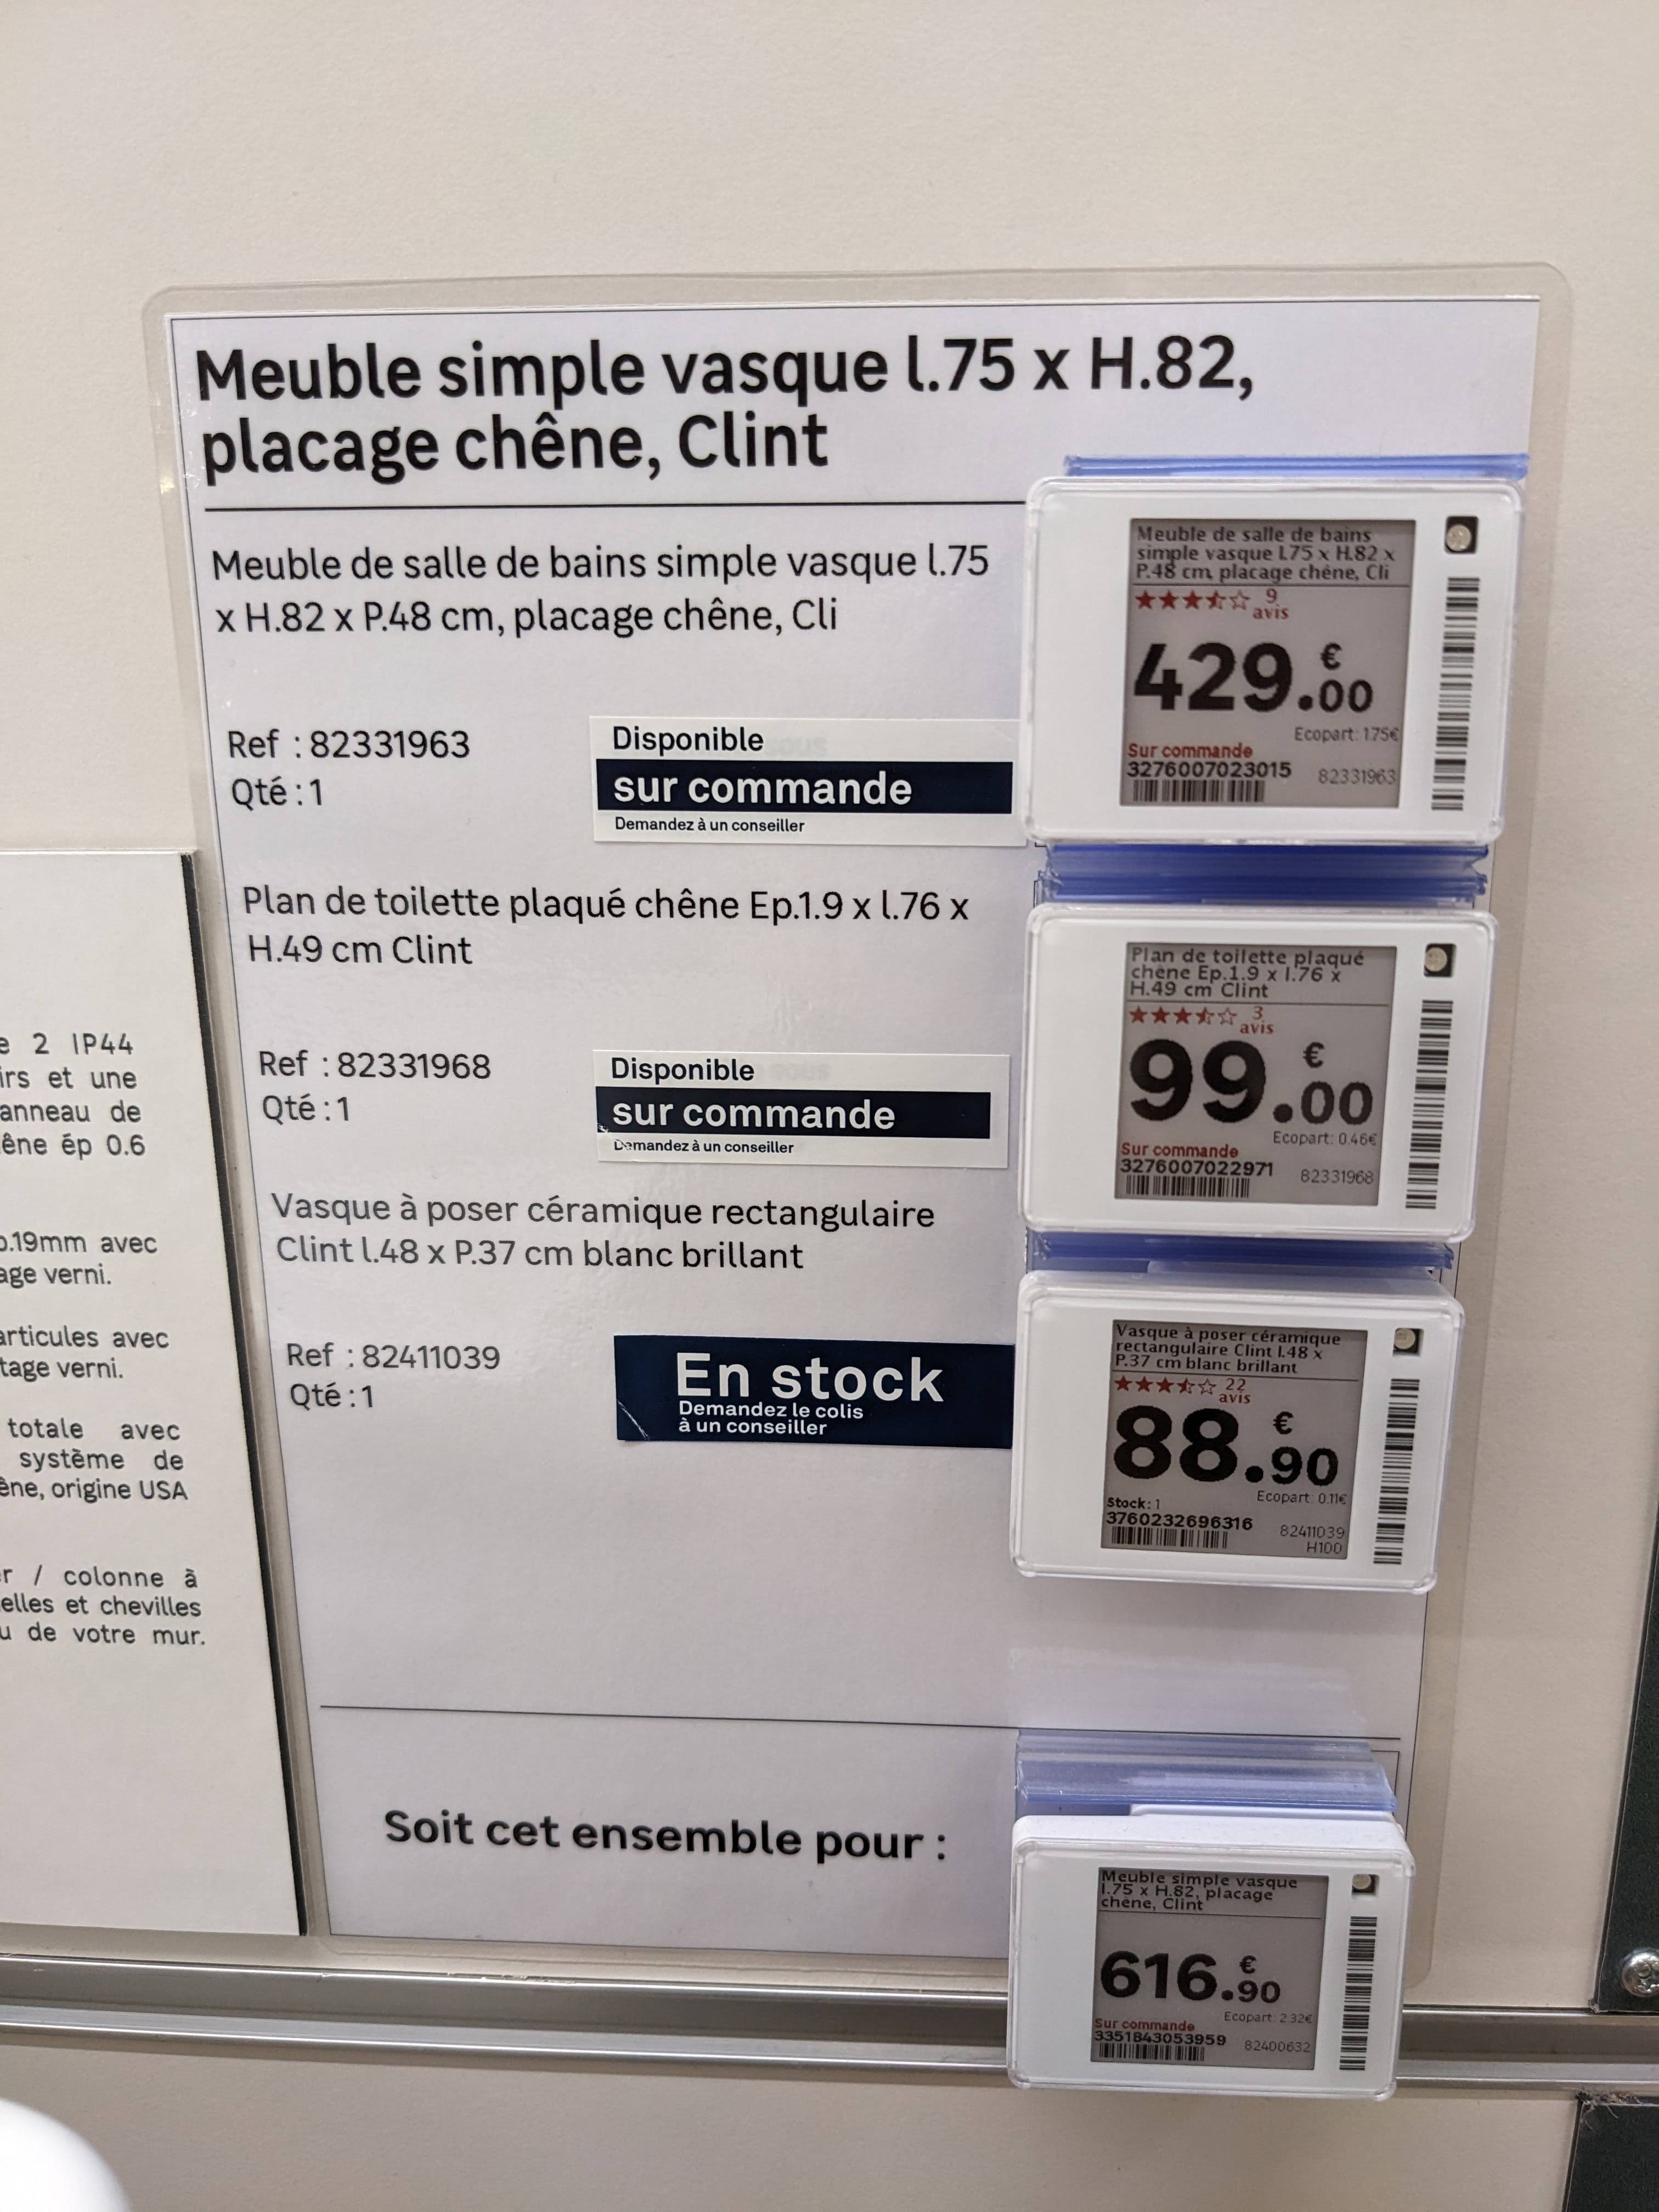 Meuble simple vasque l.75 x H.82,
placage chêne, Clint
Meuble de salle de bains simple vasque l.75
x H.82 x P.48 cm, placage chêne, Cli
Ref : 82331963
Qté : 1
Disponible
sur commande
Demandez à un conseiller
Meuble de salle de bains
simple vasque l.75 x H.82 x
P.48 cm, placage chêne, Cli
9
avis
429.00 €
Ecopart: 1.75€
Sur commande
3276007023015 82331963
Plan de toilette plaqué chêne Ep.1.9 x l.76 x
H.49 cm Clint
Ref : 82331968
Qté : 1
Disponible
sur commande
Demandez à un conseiller
Plan de toilette plaqué
chêne Ep.1.9 x l.76 x
H.49 cm Clint
3
avis
99.00 €
Ecopart: 0.46€
Sur commande
3276007022971 82331968
Vasque à poser céramique rectangulaire
Clint l.48 x P.37 cm blanc brillant
Ref : 82411039
Qté : 1
En stock
Demandez le colis
à un conseiller
Vasque à poser céramique
rectangulaire Clint l.48 x
P.37 cm blanc brillant
22
avis
88.90 €
Ecopart: 0.11€
Stock: 1
3760232696316 82411039
H100
Soit cet ensemble pour :
Meuble simple vasque
l.75 x H.82, placage
chêne, Clint
616.90 €
Ecopart: 2.32€
Sur commande
3351843053959 82400632
e 2 IP44
irs et une
anneau de
êne ép 0.6
p.19mm avec
age verni.
articules avec
tage verni.
totale avec
système de
êne, origine USA
er / colonne à
elles et chevilles
u de votre mur.